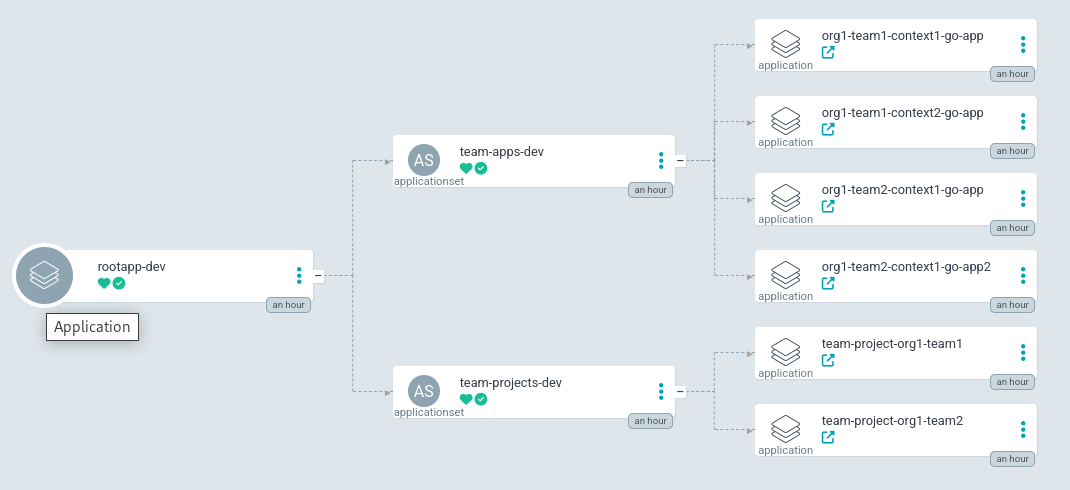 rootapp-dev
an hour
Application
AS
team-apps-dev
applicationset
an hour
AS
team-projects-dev
applicationset
an hour
org1-team1-context1-go-app
application
an hour
org1-team1-context2-go-app
application
an hour
org1-team2-context1-go-app
application
an hour
org1-team2-context1-go-app2
application
an hour
team-project-org1-team1
application
an hour
team-project-org1-team2
application
an hour